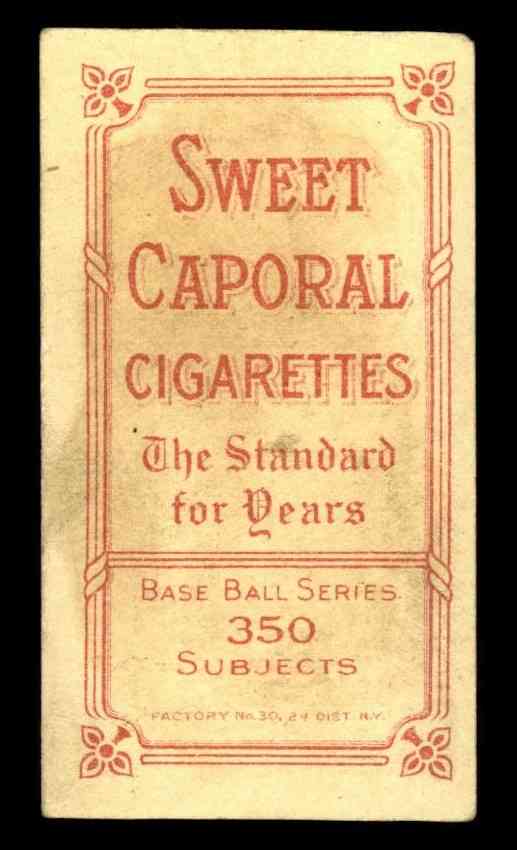 SWEET
CAPORAL
CIGARETTES
The Standard
for Years
BASE BALL SERIES
350
SUBJECTS
FACTORY No. 30, 2d DIST. N.Y.